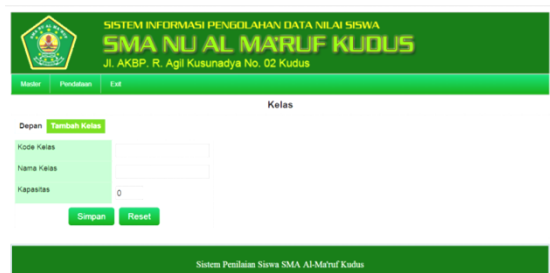 SISTEM INFORMASI PENGOLAHAN DATA NILAI SISWA
SMA NU AL MA'RUF KUDUS
Jl. AKBP. R. Agil Kusunadya No. 02 Kudus
Master Pendataan Exit
Kelas
Depan Tambah Kelas
Kode Kelas
Nama Kelas
Kapasitas 0
Simpan Reset
Sistem Penilaian Siswa SMA Al-Ma'ruf Kudus